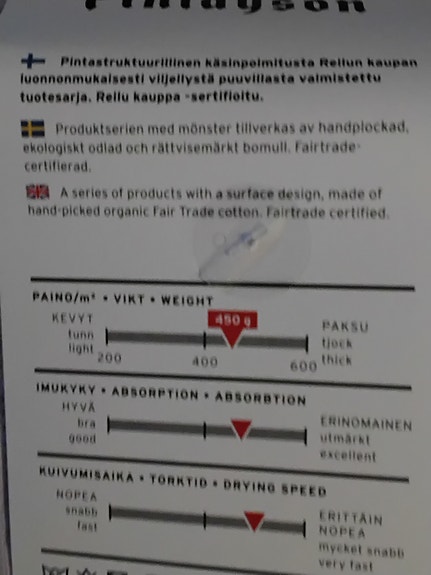 Finlayson
Pintastruktuurillinen käsinpoimitusta Reilun kaupan
luonnonmukaisesti viljellystä puuvillasta valmistettu
tuotesarja. Reilu kauppa -sertifioitu.
Produktserien med mönster tillverkas av handplockad,
ekologiskt odlad och rättvisemärkt bomull. Fairtrade-
certifierad.
A series of products with a surface design, made of
hand-picked organic Fair Trade cotton. Fairtrade certified.
PAINO/m² • VIKT • WEIGHT
KEVYT
tunn
light
450 g
PAKSU
tjock
thick
200
400
600
IMUKYKY • ABSORPTION • ABSORBTION
HYVÄ
bra
good
ERINOMAINEN
utmärkt
excellent
KUIVUMISAIKA • TORKTID • DRYING SPEED
NOPEA
snabb
fast
ERITTÄIN
NOPEA
mycket snabb
very fast